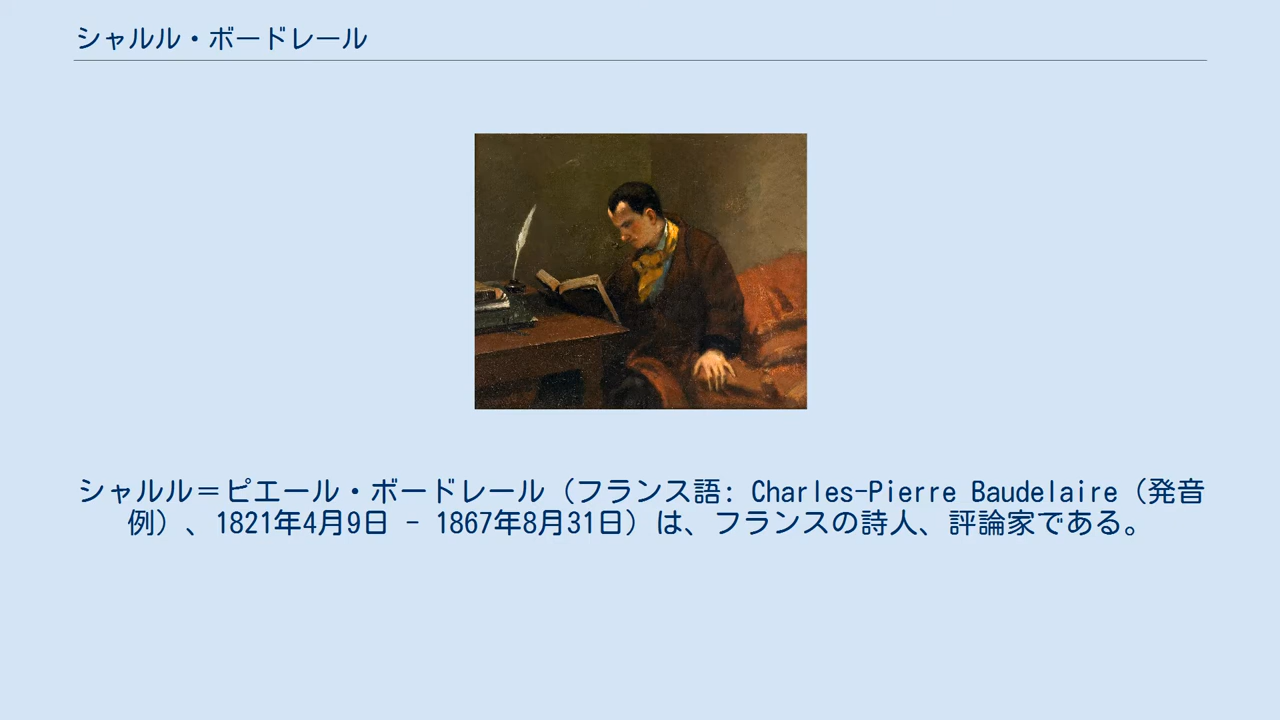 シャルル・ボードレール
シャルル＝ピエール・ボードレール（フランス語: Charles-Pierre Baudelaire（発音
例）、1821年4月9日 - 1867年8月31日）は、フランスの詩人、評論家である。